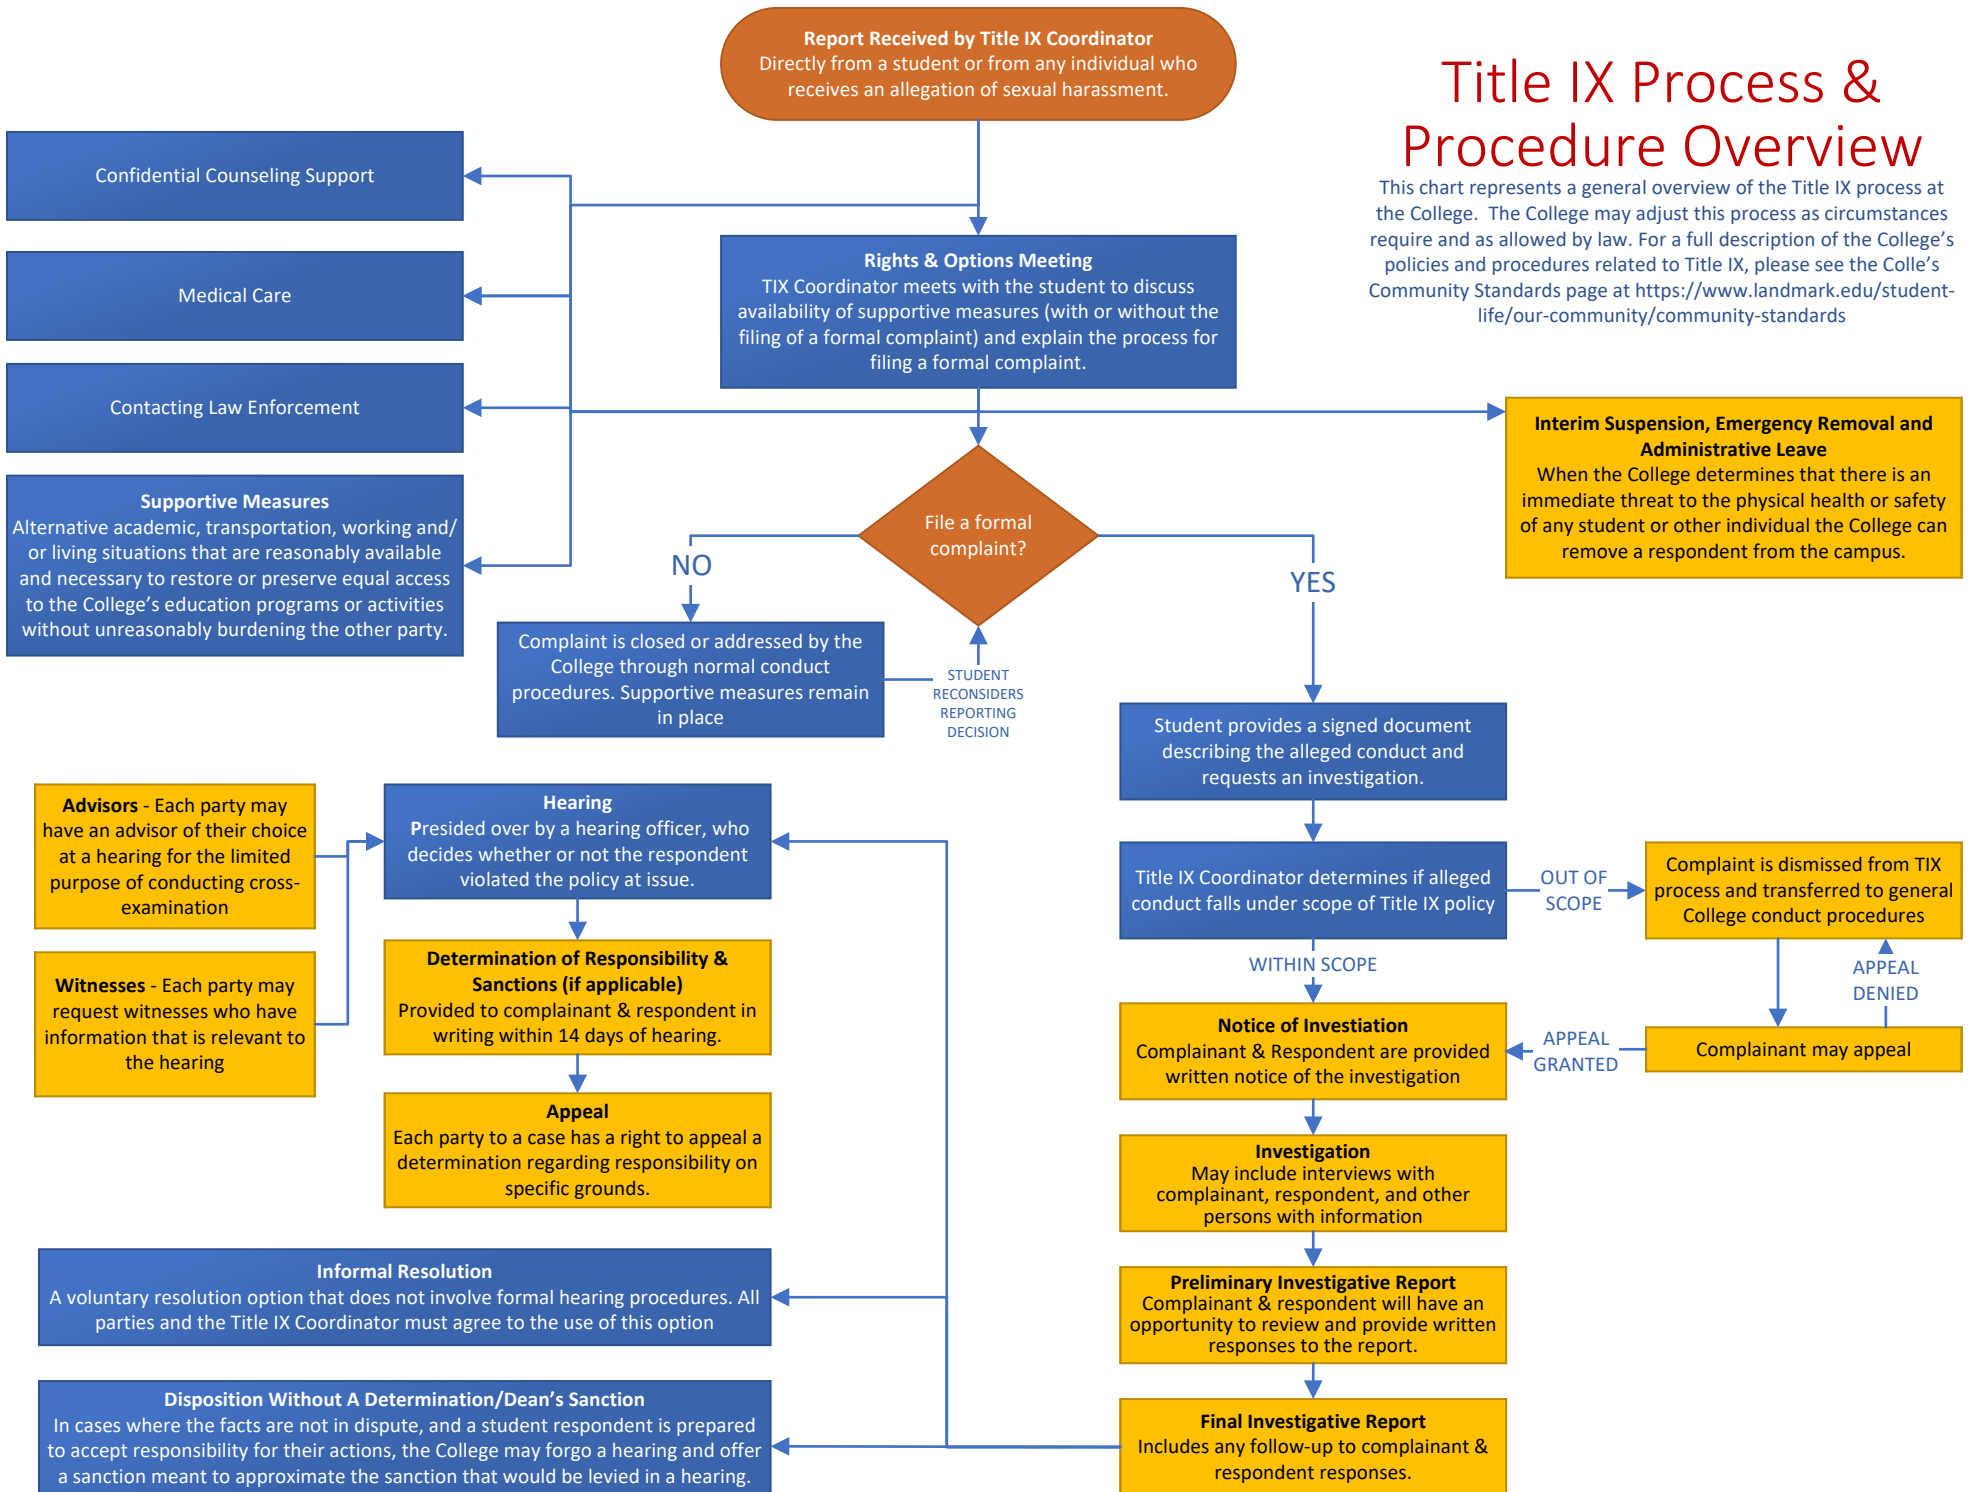 Report Received by Title IX Coordinator
Directly from a student or from any individual who
receives an allegation of sexual harassment.
Title IX Process &
Procedure Overview
This chart represents a general overview of the Title IX process at
the College.  The College may adjust this process as circumstances
require and as allowed by law. For a full description of the College's
policies and procedures related to Title IX, please see the Colle's
Community Standards page at https://www.landmark.edu/student-
life/our-community/community-standards
Confidential Counseling Support
Medical Care
Contacting Law Enforcement
Supportive Measures
Alternative academic, transportation, working and/
or living situations that are reasonably available
and necessary to restore or preserve equal access
to the College's education programs or activities
without unreasonably burdening the other party.
Rights & Options Meeting
TIX Coordinator meets with the student to discuss
availability of supportive measures (with or without the
filing of a formal complaint) and explain the process for
filing a formal complaint.
Interim Suspension, Emergency Removal and
Administrative Leave
When the College determines that there is an
immediate threat to the physical health or safety
of any student or other individual the College can
remove a respondent from the campus.
File a formal
complaint?
NO
YES
Complaint is closed or addressed by the
College through normal conduct
procedures. Supportive measures remain
in place
STUDENT
RECONSIDERS
REPORTING
DECISION
Student provides a signed document
describing the alleged conduct and
requests an investigation.
Title IX Coordinator determines if alleged
conduct falls under scope of Title IX policy
OUT OF
SCOPE
Complaint is dismissed from TIX
process and transferred to general
College conduct procedures
WITHIN SCOPE
APPEAL
DENIED
Complainant may appeal
APPEAL
GRANTED
Notice of Investiation
Complainant & Respondent are provided
written notice of the investigation
Investigation
May include interviews with
complainant, respondent, and other
persons with information
Preliminary Investigative Report
Complainant & respondent will have an
opportunity to review and provide written
responses to the report.
Final Investigative Report
Includes any follow-up to complainant &
respondent responses.
Advisors - Each party may
have an advisor of their choice
at a hearing for the limited
purpose of conducting cross-
examination
Witnesses - Each party may
request witnesses who have
information that is relevant to
the hearing
Hearing
Presided over by a hearing officer, who
decides whether or not the respondent
violated the policy at issue.
Determination of Responsibility &
Sanctions (if applicable)
Provided to complainant & respondent in
writing within 14 days of hearing.
Appeal
Each party to a case has a right to appeal a
determination regarding responsibility on
specific grounds.
Informal Resolution
A voluntary resolution option that does not involve formal hearing procedures. All
parties and the Title IX Coordinator must agree to the use of this option
Disposition Without A Determination/Dean's Sanction
In cases where the facts are not in dispute, and a student respondent is prepared
to accept responsibility for their actions, the College may forgo a hearing and offer
a sanction meant to approximate the sanction that would be levied in a hearing.